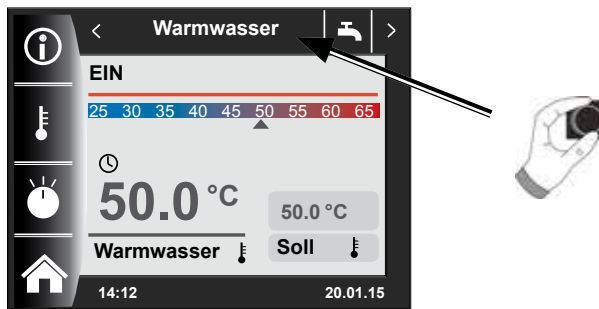 < Warmwasser >
EIN
25 30 35 40 45 50 55 60 65
50.0 °C
50.0 °C
Warmwasser
Soll
14:12 20.01.15